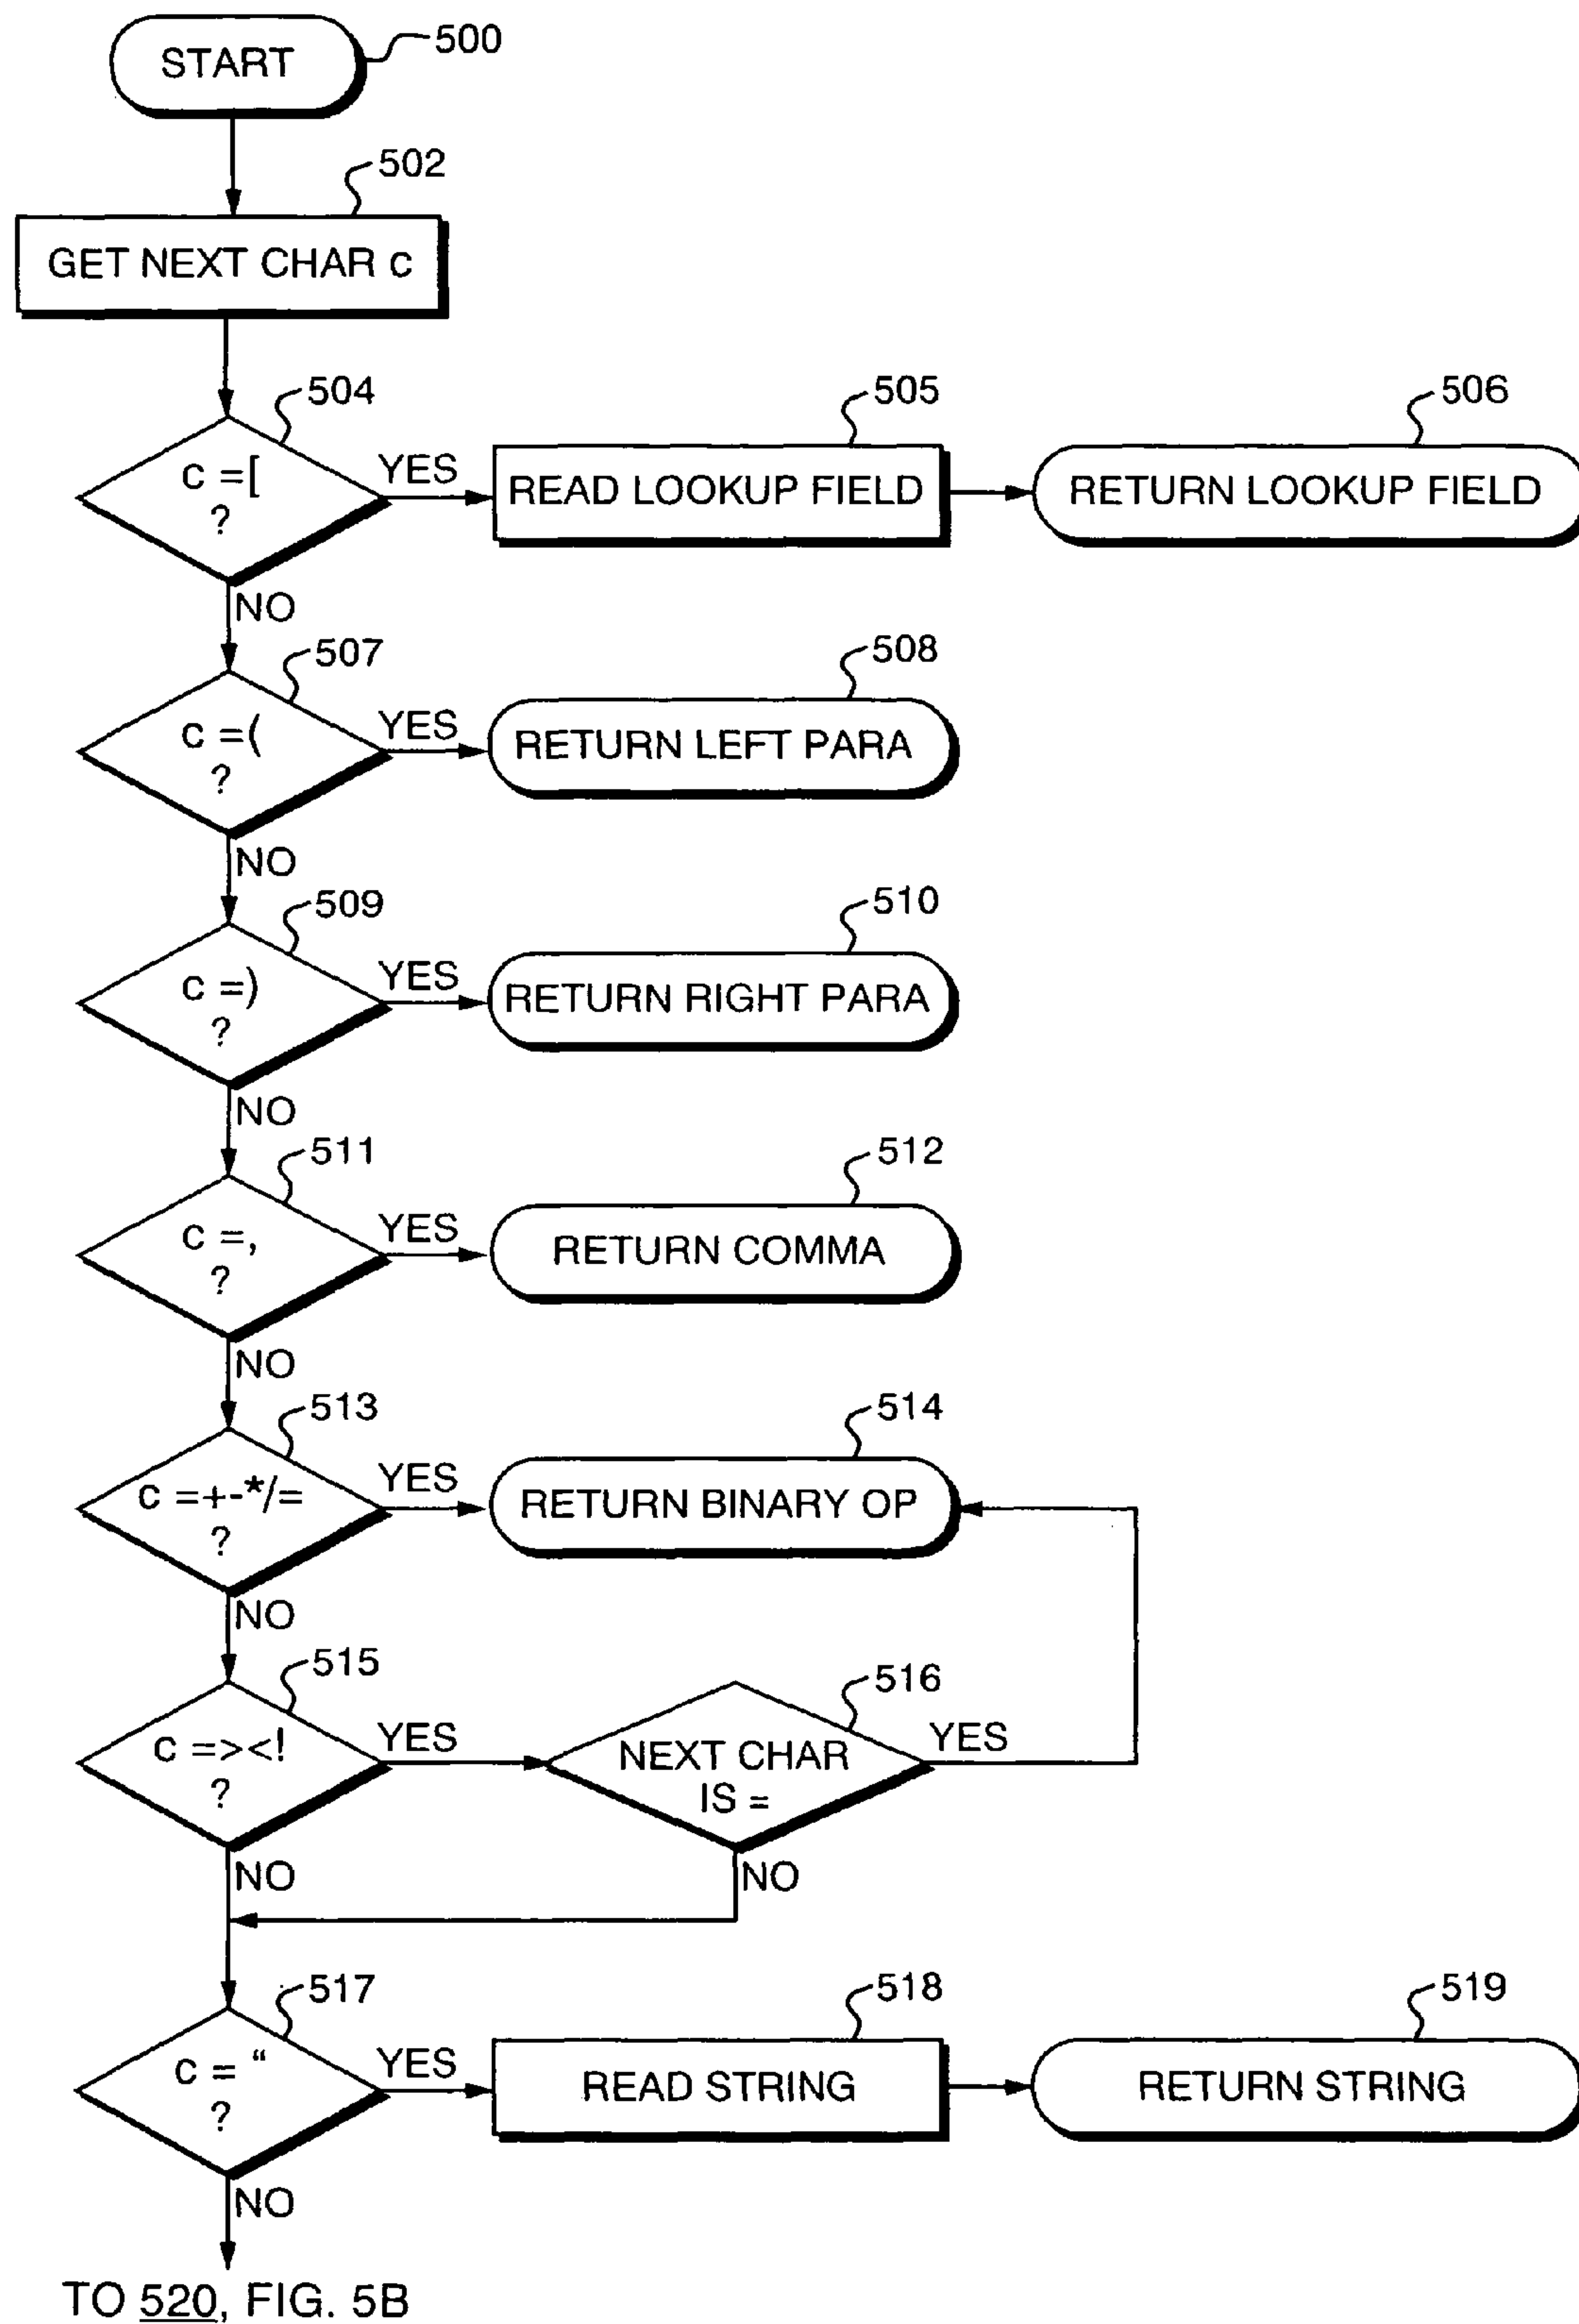 START
500
502
GET NEXT CHAR c
504
505
506
c =[
?
YES
READ LOOKUP FIELD
RETURN LOOKUP FIELD
NO
507
508
c =(
?
YES
RETURN LEFT PARA
NO
509
510
c =)
?
YES
RETURN RIGHT PARA
NO
511
512
c =,
?
YES
RETURN COMMA
NO
513
514
c =+-*/=
?
YES
RETURN BINARY OP
NO
515
516
c =><!
?
YES
NEXT CHAR
IS =
YES
NO
NO
517
518
519
c = “
?
YES
READ STRING
RETURN STRING
NO
TO 520, FIG. 5B